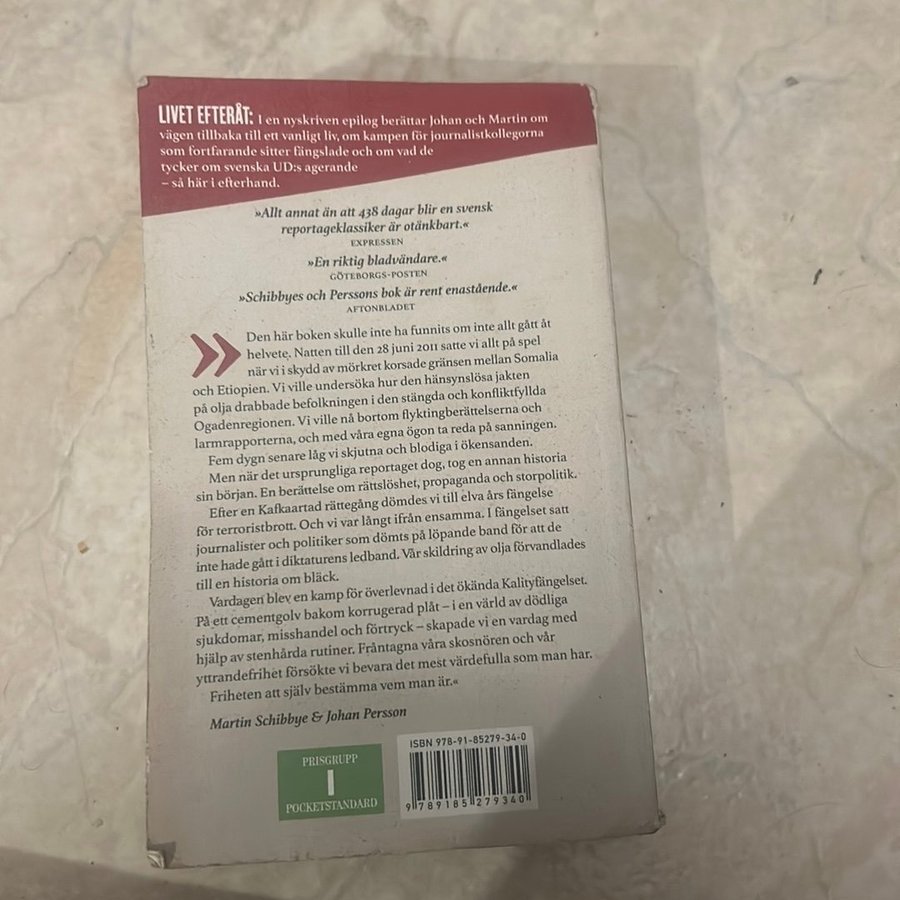 LIVET EFTERÅT: I en nyskriven epilog berättar Johan och Martin om
vägen tillbaka till ett vanligt liv, om kampen för journalistkollegorna
som fortfarande sitter fängslade och om vad de
tycker om svenska UD:s agerande
– så här i efterhand.
»Allt annat än att 438 dagar blir en svensk
reportageklassiker är otänkbart.«
EXPRESSEN
»En riktig bladvändare.«
GÖTEBORGS-POSTEN
»Schibbyes och Perssons bok är rent enastående.«
AFTONBLADET
Den här boken skulle inte ha funnits om inte allt gått åt
helvete. Natten till den 28 juni 2011 satte vi allt på spel
när vi i skydd av mörkret korsade gränsen mellan Somalia
och Etiopien. Vi ville undersöka hur den hänsynslösa jakten
på olja drabbade befolkningen i den stängda och konfliktfyllda
Ogadenregionen. Vi ville nå bortom flyktingberättelserna och
larmrapporterna, och med våra egna ögon ta reda på sanningen.
Fem dygn senare låg vi skjutna och blodiga i ökensanden.
Men när det ursprungliga reportaget dog, tog en annan historia
sin början. En berättelse om rättslöshet, propaganda och storpolitik.
Efter en Kafkaartad rättegång dömdes vi till elva års fängelse
för terroristbrott. Och vi var långt ifrån ensamma. I fängelset satt
journalister och politiker som dömts på löpande band för att de
inte hade gått i diktaturens ledband. Vår skildring av olja förvandlades
till en historia om bläck.
Vardagen blev en kamp för överlevnad i det ökända Kalityfängelset.
På ett cementgolv bakom korrugerad plåt – i en värld av dödliga
sjukdomar, misshandel och förtryck – skapade vi en vardag med
hjälp av stenhårda rutiner. Fråntagna våra skosnören och vår
yttrandefrihet försökte vi bevara det mest värdefulla som man har.
Friheten att själv bestämma vem man är.«
Martin Schibbye & Johan Persson
PRISGRUPP
I
POCKETSTANDARD
ISBN 978-91-85279-34-0
9 789185 279340